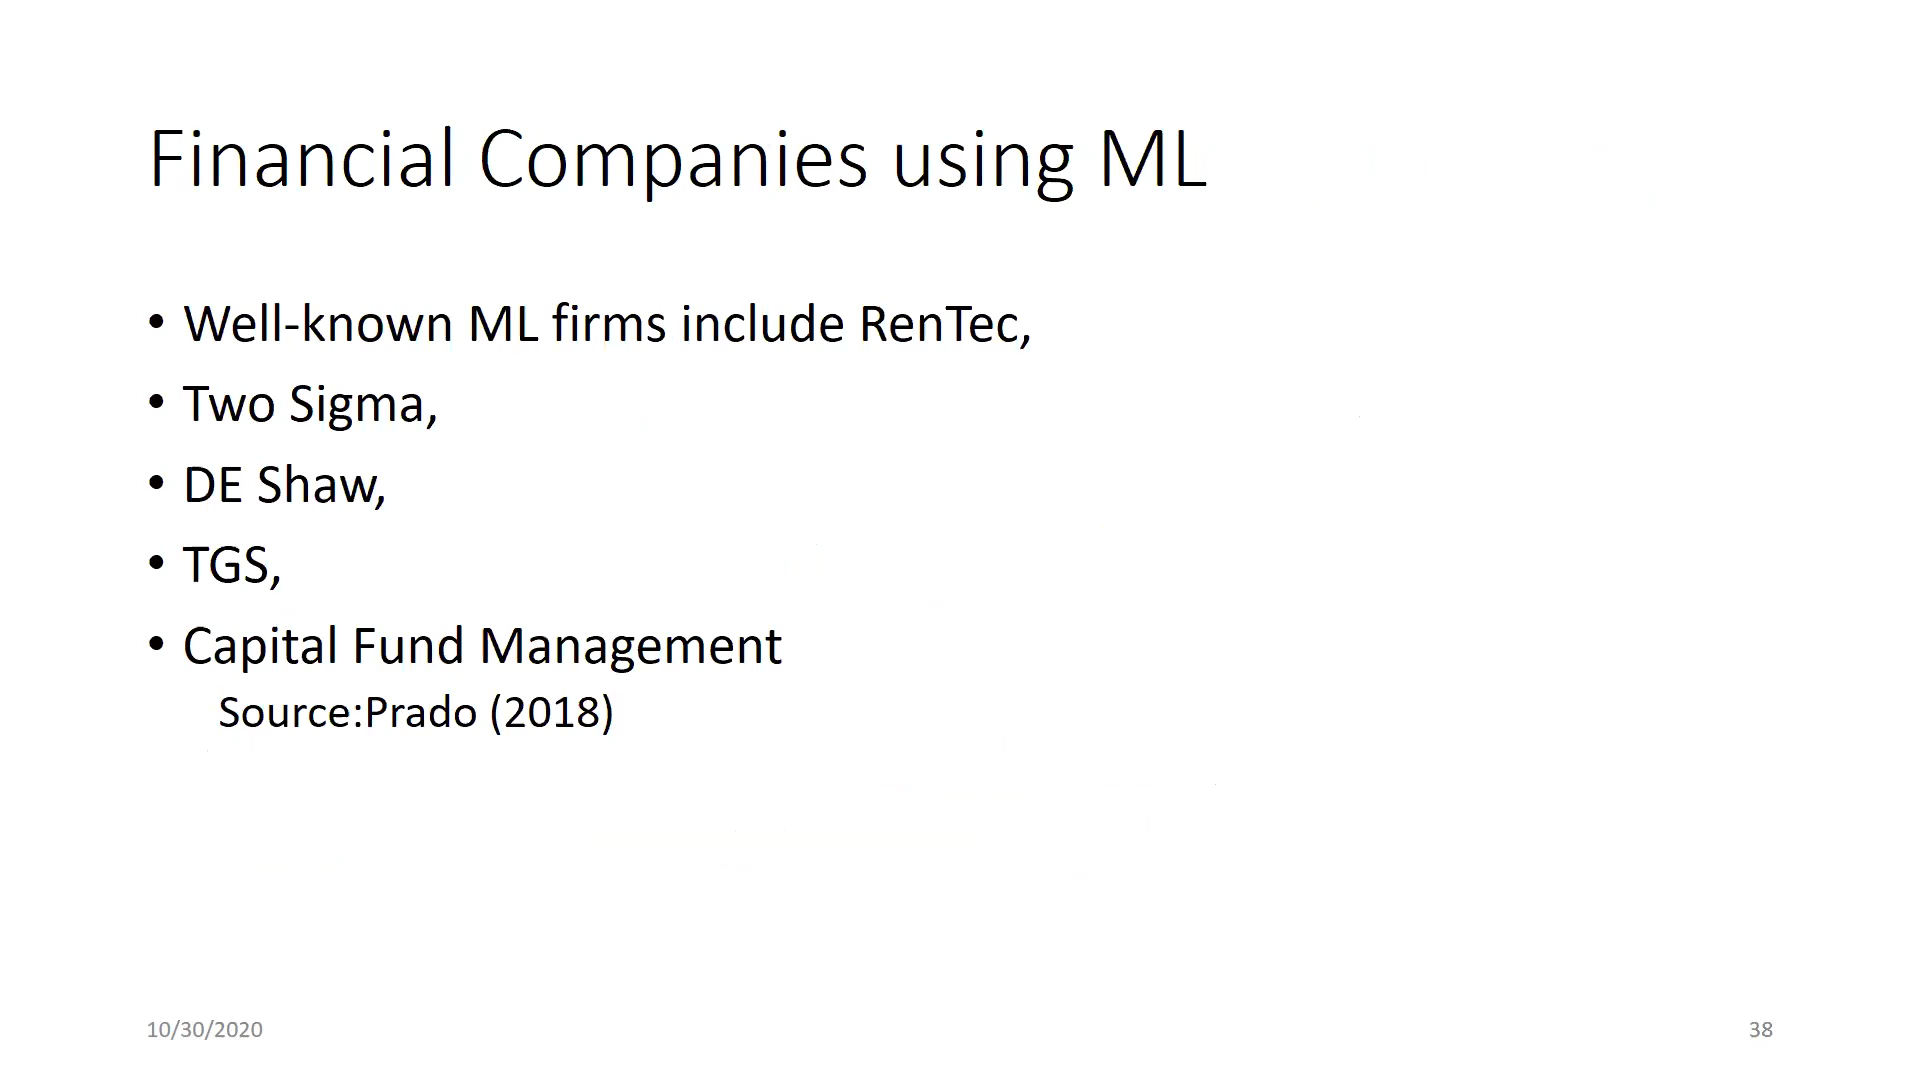 Financial Companies using ML
• Well-known ML firms include RenTec,
• Two Sigma,
• DE Shaw,
• TGS,
• Capital Fund Management
Source:Prado (2018)
10/30/2020
38